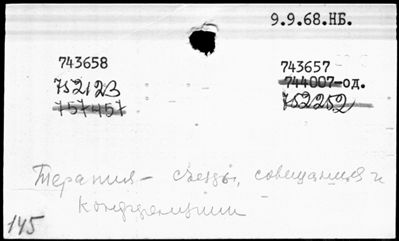 9.9.68.НБ.
743658
752123
757457
743657
744007-од.
752252
Терапия - съезды, совещания и
конференции
145